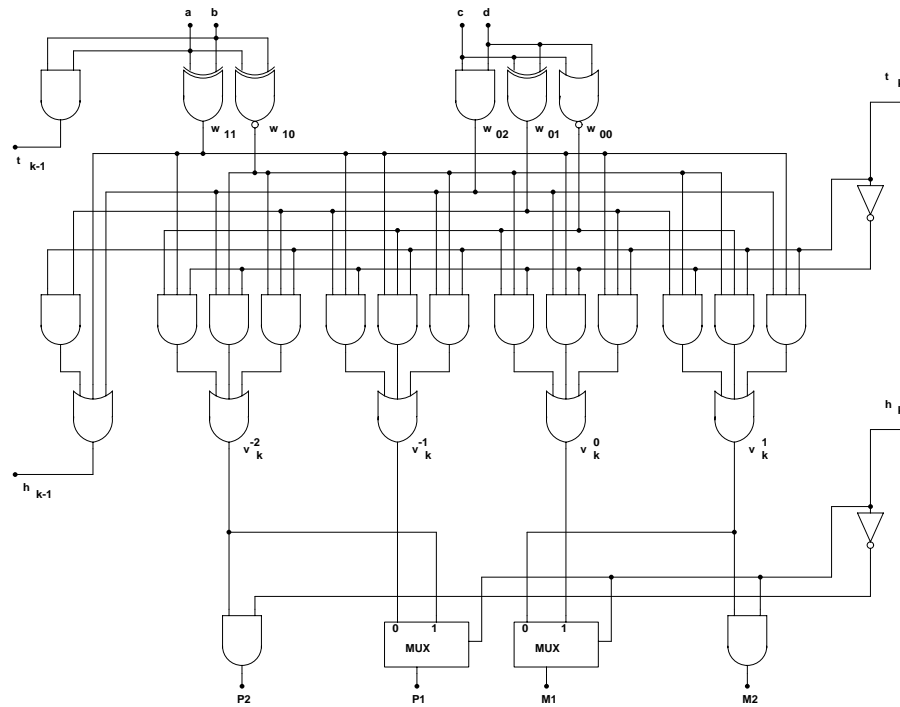 a b c d
t k
w 11 w 10 w 02 w 01 w 00
t k-1
h k
v -2 k v -1 k v 0 k v 1 k
h k-1
0 1 0 1
MUX MUX
P2 P1 M1 M2